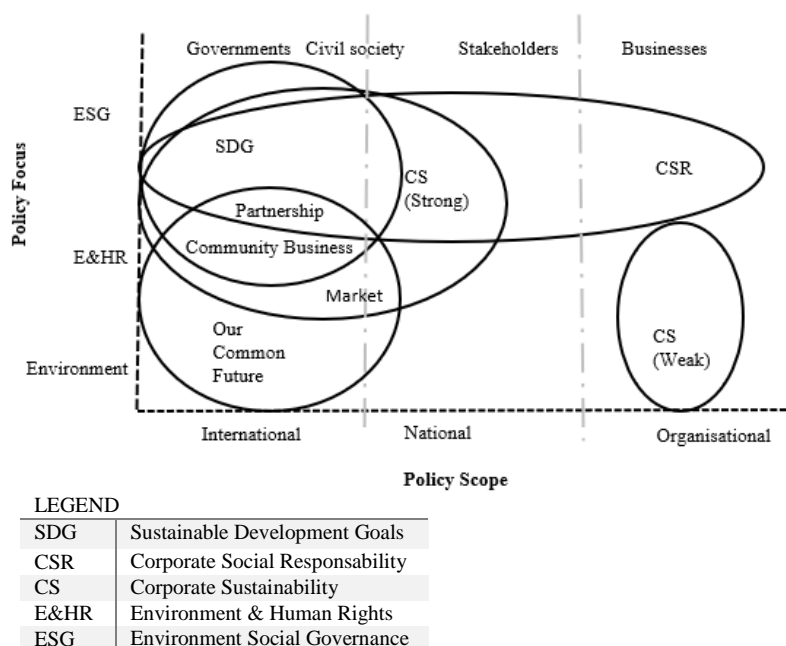 Governments Civil society Stakeholders Businesses
ESG
SDG
CS
(Strong)
CSR
Policy Focus
Partnership
E&HR
Community Business
Market
Our
Common
Future
CS
(Weak)
Environment
International National Organisational
Policy Scope
LEGEND
SDG Sustainable Development Goals
CSR Corporate Social Responsability
CS Corporate Sustainability
E&HR Environment & Human Rights
ESG Environment Social Governance